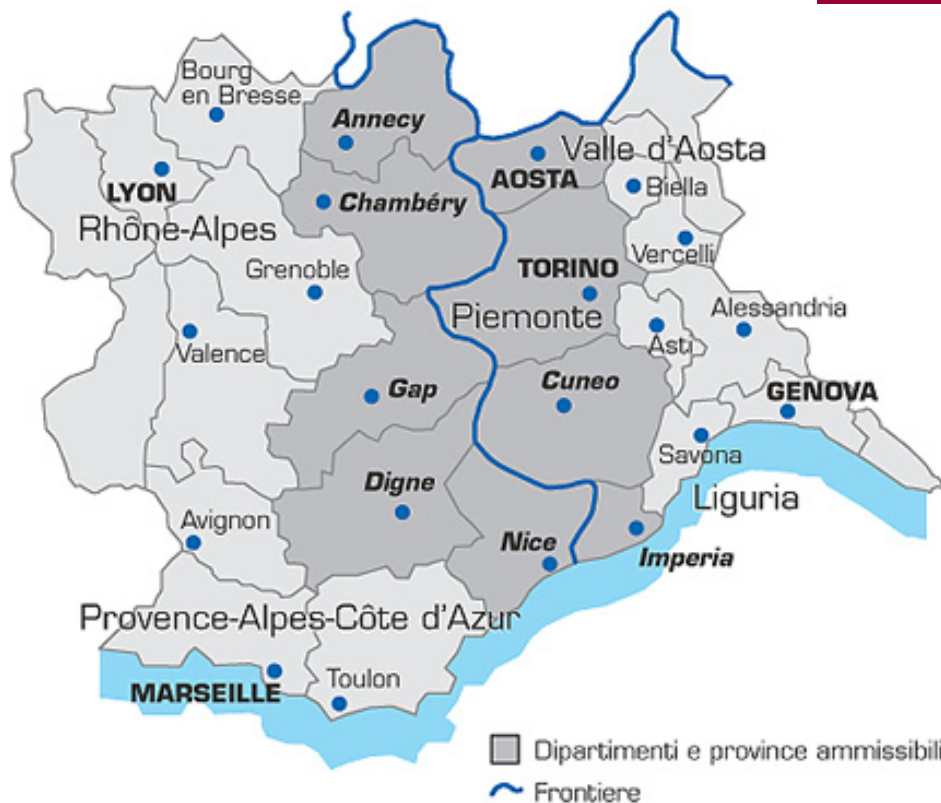 Bourg
en Bresse
Annecy
Valle d'Aosta
AOSTA
LYON
Biella
Chambéry
Rhône-Alpes
Vercelli
Grenoble
TORINO
Piemonte
Alessandria
Valence
Asti
Gap
Cuneo
GENOVA
Savona
Digne
Liguria
Avignon
Nice
Imperia
Provence-Alpes-Côte d'Azur
MARSEILLE
Toulon
Dipartimenti e province ammissibili
Frontiere